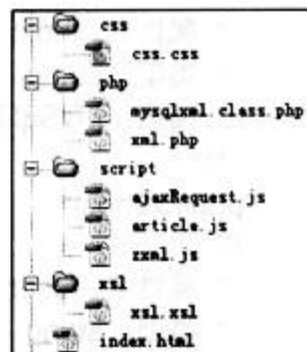 css
css.css
php
mysqlxml.class.php
xml.php
script
ajaxRequest.js
article.js
zxml.js
xsl
xsl.xsl
index.html